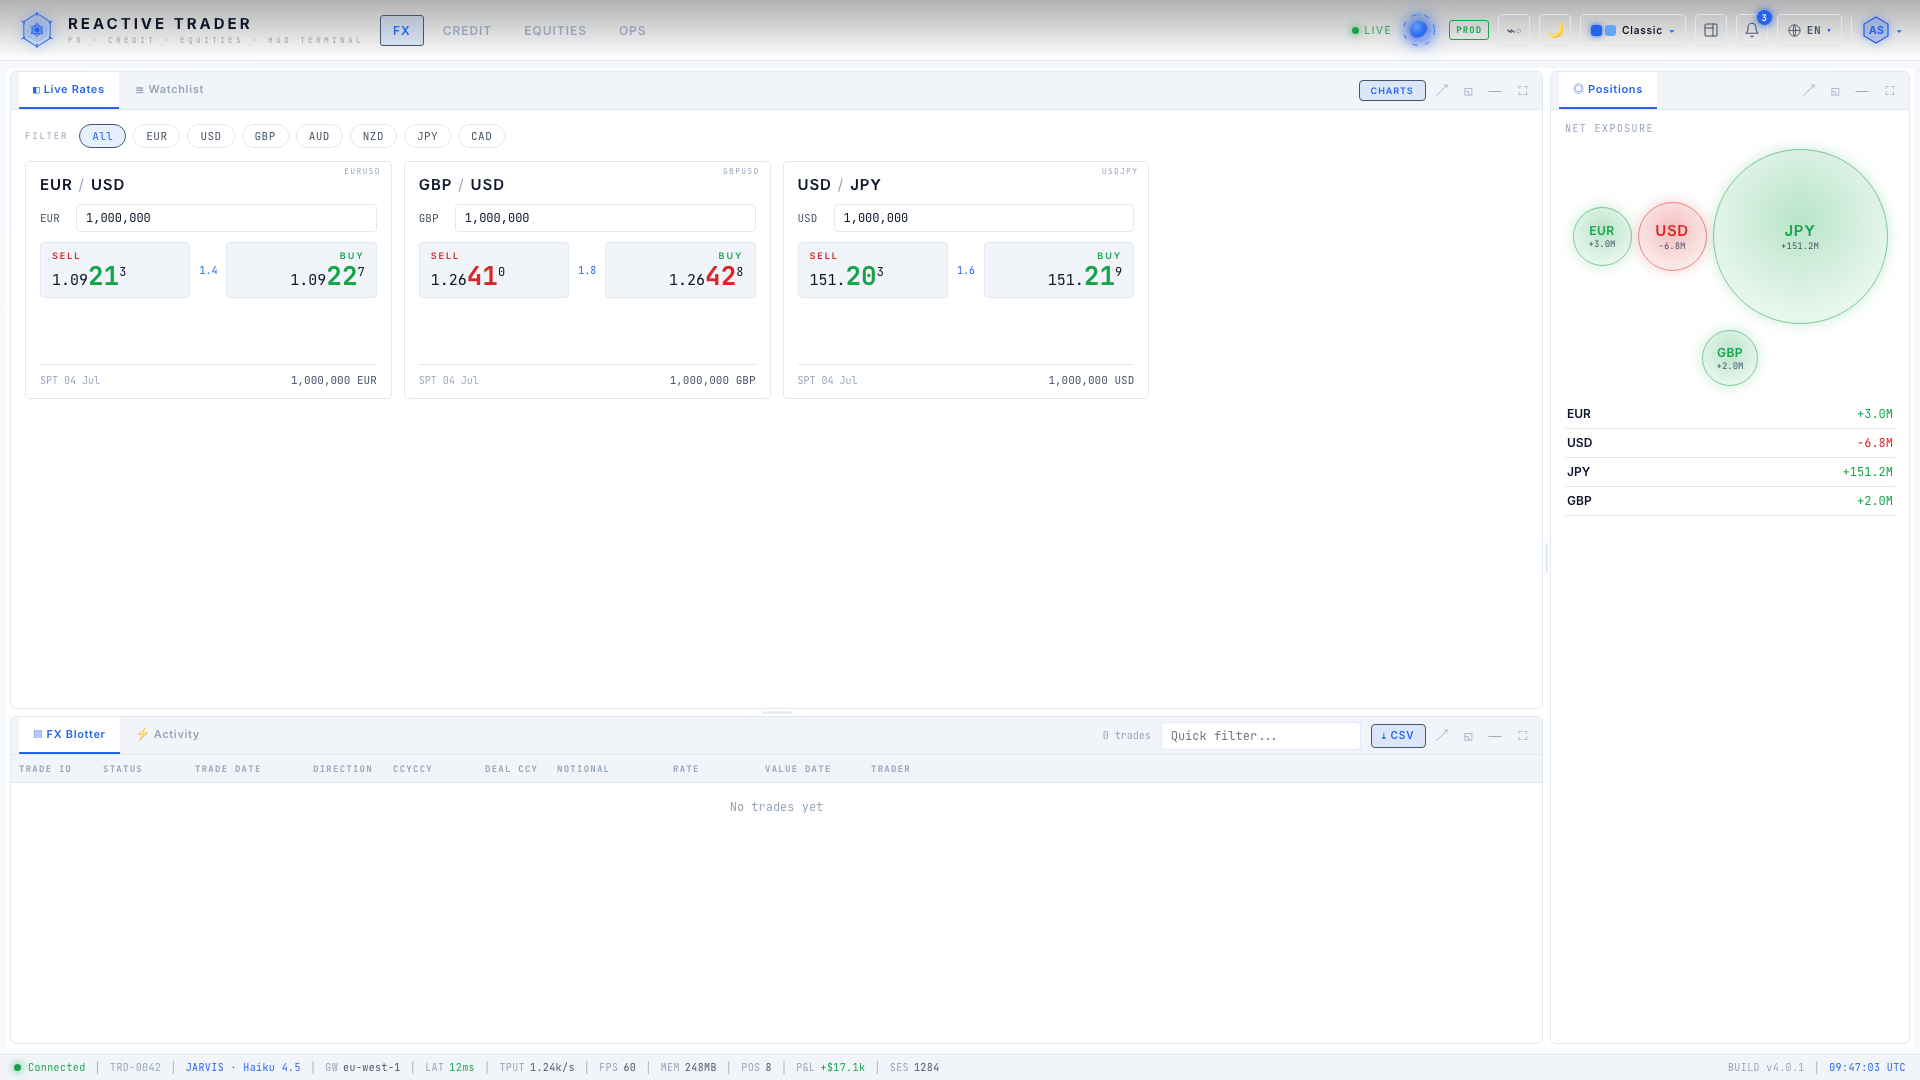 REACTIVE TRADER
FX · CREDIT · EQUITIES · HUD TERMINAL
FX CREDIT EQUITIES OPS
LIVE PROD Classic 3 EN AS
Live Rates Watchlist CHARTS
FILTER All EUR USD GBP AUD NZD JPY CAD
EURUSD
EUR / USD
EUR 1,000,000
SELL BUY
1.09213 1.4 1.09227
SPT 04 Jul 1,000,000 EUR
GBPUSD
GBP / USD
GBP 1,000,000
SELL BUY
1.26410 1.8 1.26428
SPT 04 Jul 1,000,000 GBP
USDJPY
USD / JPY
USD 1,000,000
SELL BUY
151.203 1.6 151.219
SPT 04 Jul 1,000,000 USD
Positions
NET EXPOSURE
EUR
+3.0M
USD
-6.8M
JPY
+151.2M
GBP
+2.0M
EUR +3.0M
USD -6.8M
JPY +151.2M
GBP +2.0M
FX Blotter Activity 0 trades Quick filter... ↓ CSV
TRADE ID STATUS TRADE DATE DIRECTION CCYCCY DEAL CCY NOTIONAL RATE VALUE DATE TRADER
No trades yet
Connected | TRD-0042 | JARVIS · Haiku 4.5 | GW eu-west-1 | LAT 12ms | TPUT 1.24k/s | FPS 60 | MEM 248MB | POS 8 | P&L +$17.1k | SES 1284
BUILD v4.0.1 | 09:47:03 UTC